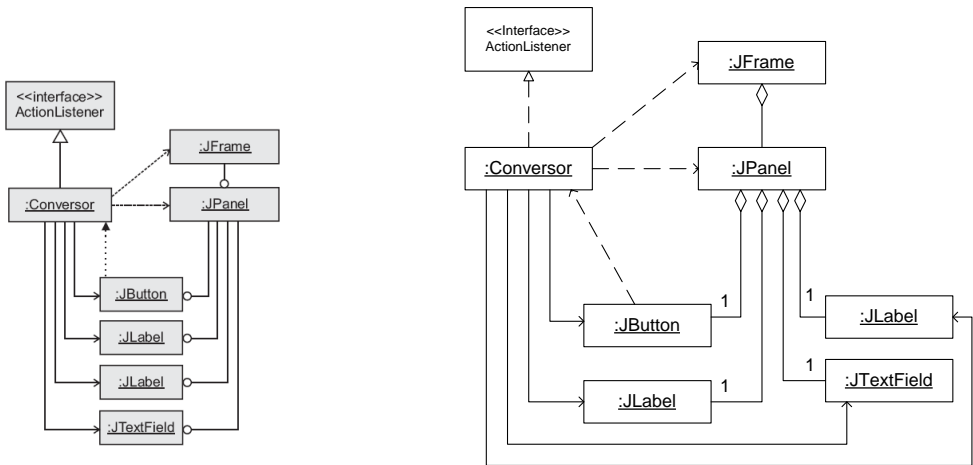 <<interface>>
ActionListener
:JFrame
:Conversor
:JPanel
:JButton
:JLabel
:JLabel
:JTextField
<<Interface>>
ActionListener
:JFrame
:Conversor
:JPanel
1
1
:JButton
:JLabel
1
1
:JTextField
:JLabel